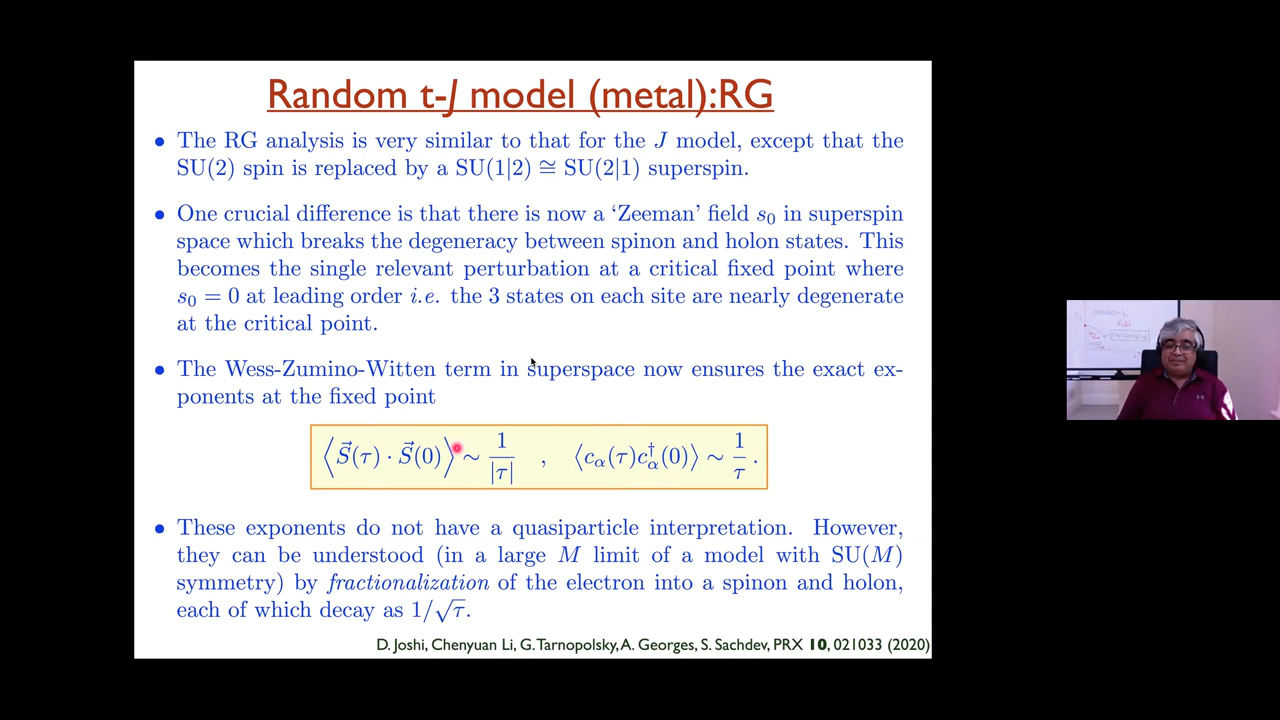 Random t-J model (metal):RG
• The RG analysis is very similar to that for the J model, except that the
SU(2) spin is replaced by a SU(1|2) ≅ SU(2|1) superspin.
• One crucial difference is that there is now a ‘Zeeman’ field s₀ in superspin
space which breaks the degeneracy between spinon and holon states. This
becomes the single relevant perturbation at a critical fixed point where
s₀ = 0 at leading order i.e. the 3 states on each site are nearly degenerate
at the critical point.
• The Wess-Zumino-Witten term in superspace now ensures the exact ex-
ponents at the fixed point
⟨S⃗(τ) · S⃗(0)⟩ ~ 1/|τ| , ⟨c_α(τ)c_α^†(0)⟩ ~ 1/τ .
• These exponents do not have a quasiparticle interpretation. However,
they can be understood (in a large M limit of a model with SU(M)
symmetry) by fractionalization of the electron into a spinon and holon,
each of which decay as 1/√τ.
D. Joshi, Chenyuan Li, G. Tarnopolsky, A. Georges, S. Sachdev, PRX 10, 021033 (2020)